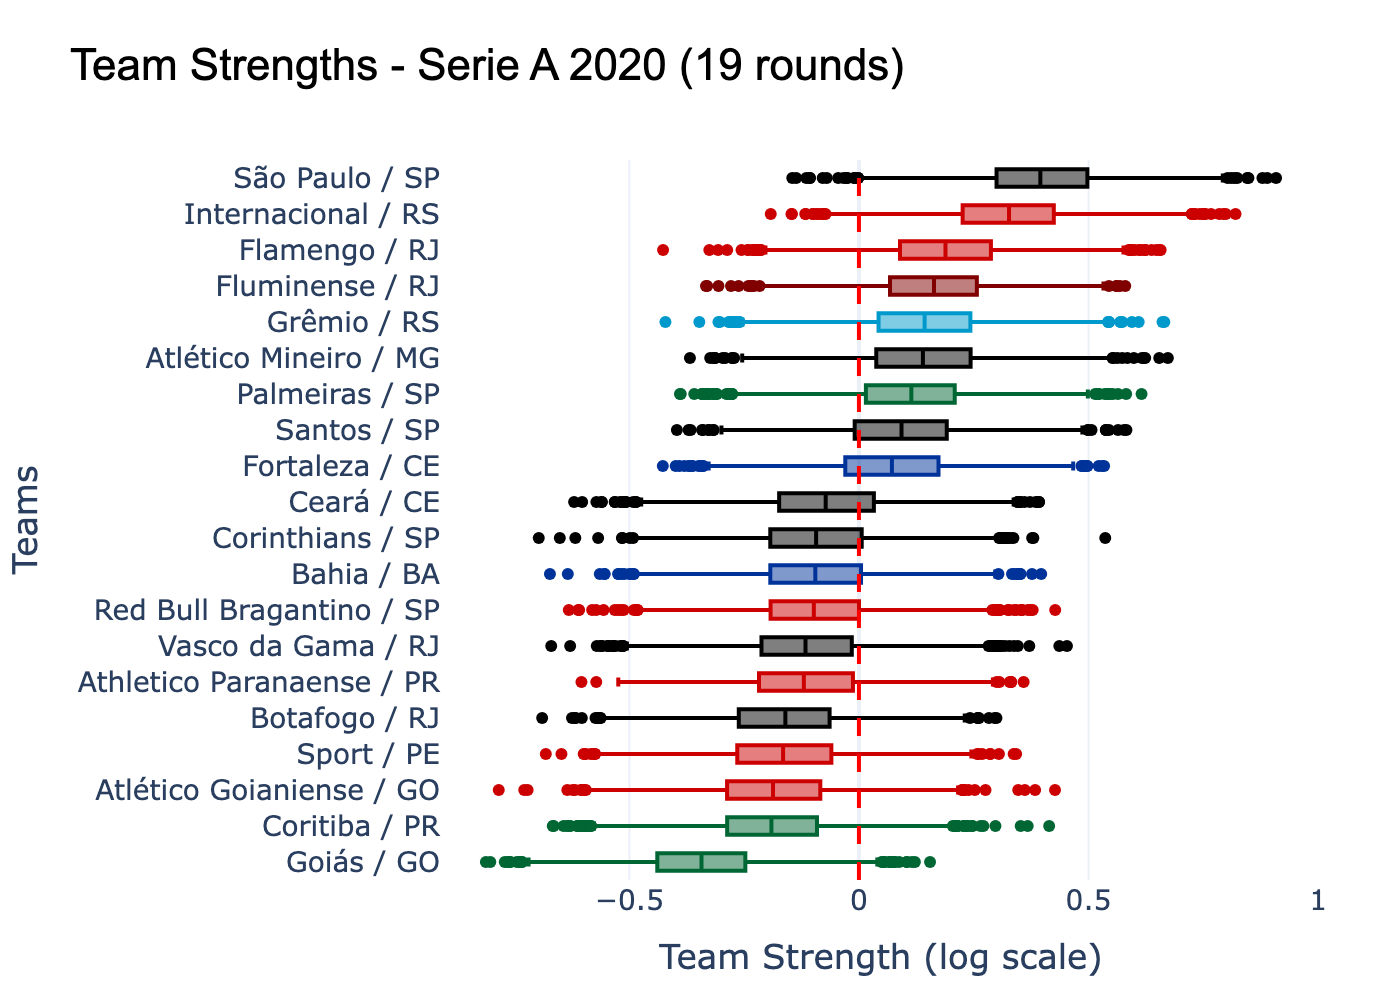 Team Strengths - Serie A 2020 (19 rounds)
São Paulo / SP
Internacional / RS
Flamengo / RJ
Fluminense / RJ
Grêmio / RS
Atlético Mineiro / MG
Palmeiras / SP
Santos / SP
Fortaleza / CE
Ceará / CE
Corinthians / SP
Bahia / BA
Red Bull Bragantino / SP
Vasco da Gama / RJ
Athletico Paranaense / PR
Botafogo / RJ
Sport / PE
Atlético Goianiense / GO
Coritiba / PR
Goiás / GO
Teams
−0.5 0 0.5 1
Team Strength (log scale)